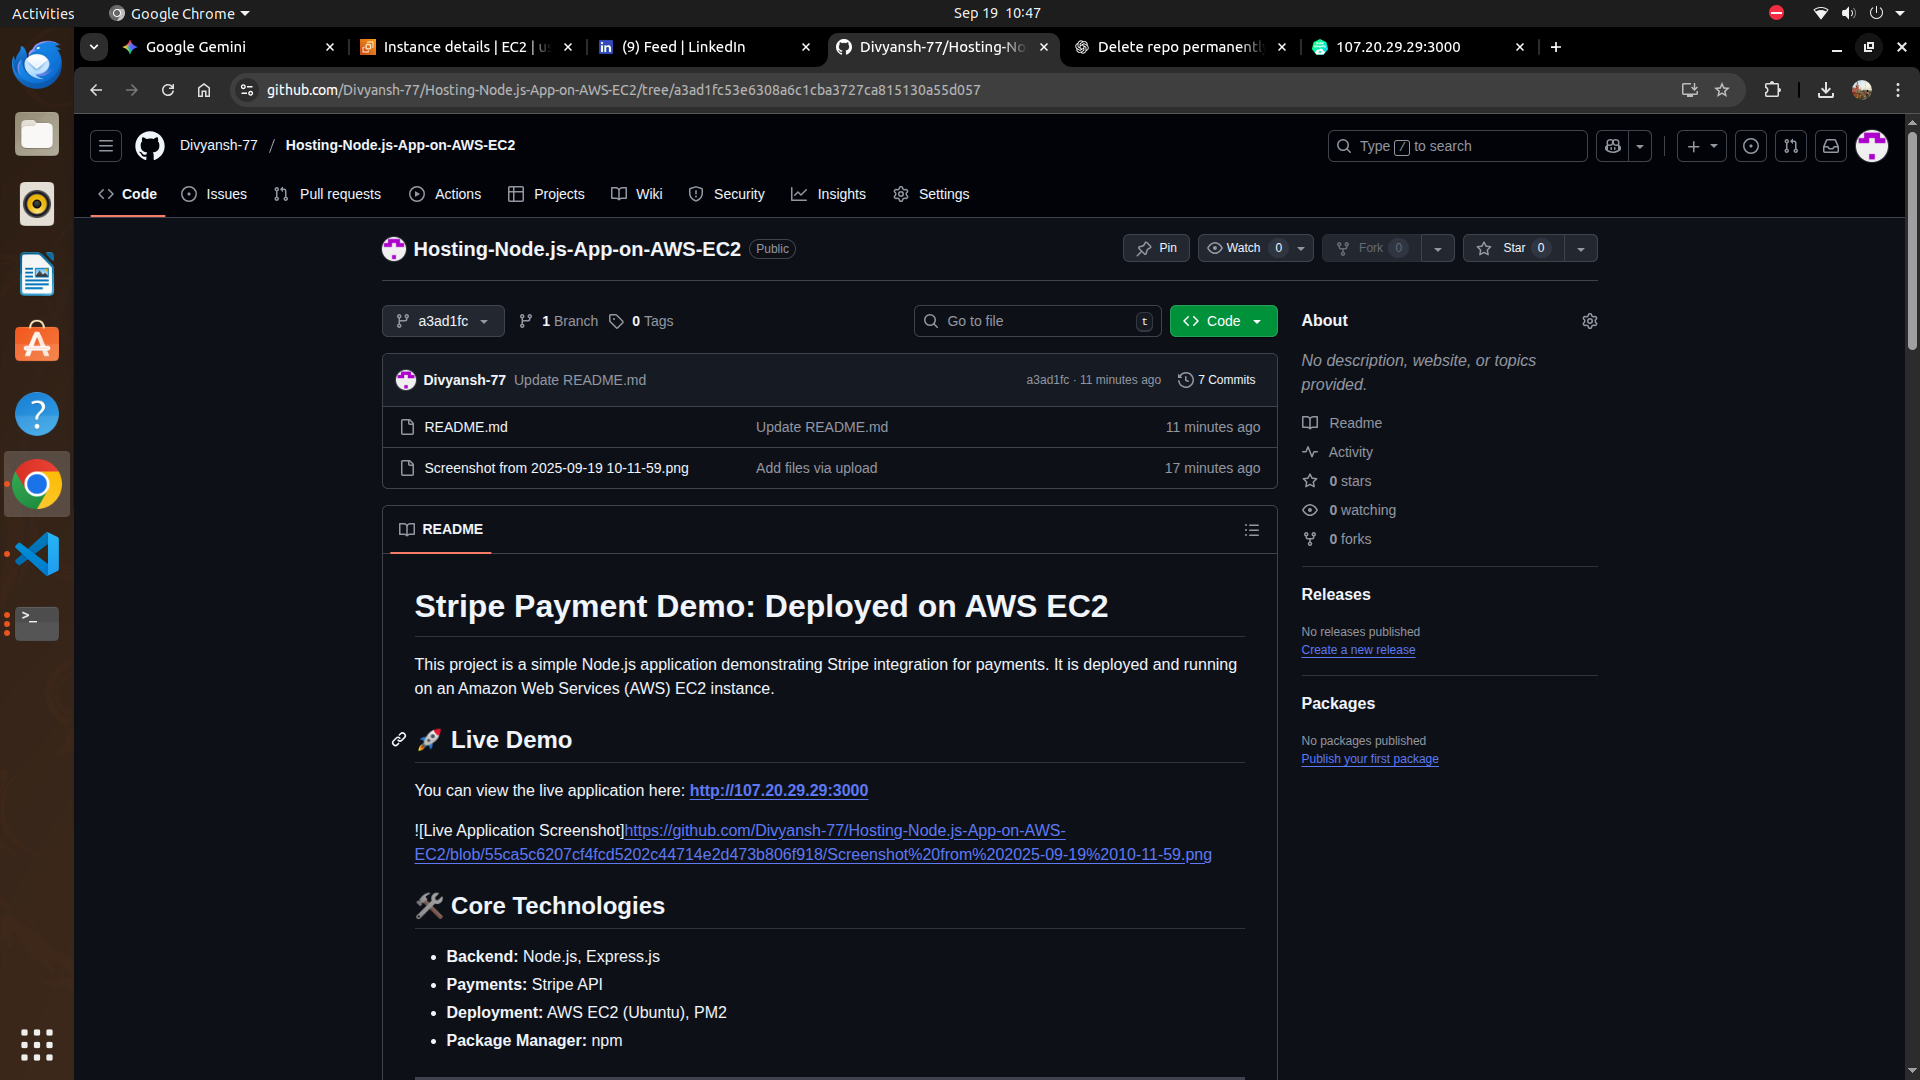 Activities
Google Chrome
Sep 19 10:47
Google Gemini
Instance details | EC2 | us
(9) Feed | LinkedIn
Divyansh-77/Hosting-No
Delete repo permanently
107.20.29.29:3000
github.com/Divyansh-77/Hosting-Node.js-App-on-AWS-EC2/tree/a3ad1fc53e6308a6c1cba3727ca815130a55d057
Divyansh-77 / Hosting-Node.js-App-on-AWS-EC2
Type / to search
Code
Issues
Pull requests
Actions
Projects
Wiki
Security
Insights
Settings
Hosting-Node.js-App-on-AWS-EC2 Public
Pin
Watch 0
Fork 0
Star 0
a3ad1fc
1 Branch
0 Tags
Go to file t
Code
Divyansh-77 Update README.md a3ad1fc · 11 minutes ago 7 Commits
README.md Update README.md 11 minutes ago
Screenshot from 2025-09-19 10-11-59.png Add files via upload 17 minutes ago
README
Stripe Payment Demo: Deployed on AWS EC2
This project is a simple Node.js application demonstrating Stripe integration for payments. It is deployed and running
on an Amazon Web Services (AWS) EC2 instance.
🚀 Live Demo
You can view the live application here: http://107.20.29.29:3000
![Live Application Screenshot]https://github.com/Divyansh-77/Hosting-Node.js-App-on-AWS-
EC2/blob/55ca5c6207cf4fcd5202c44714e2d473b806f918/Screenshot%20from%202025-09-19%2010-11-59.png
🛠️ Core Technologies
• Backend: Node.js, Express.js
• Payments: Stripe API
• Deployment: AWS EC2 (Ubuntu), PM2
• Package Manager: npm
About
No description, website, or topics
provided.
Readme
Activity
0 stars
0 watching
0 forks
Releases
No releases published
Create a new release
Packages
No packages published
Publish your first package